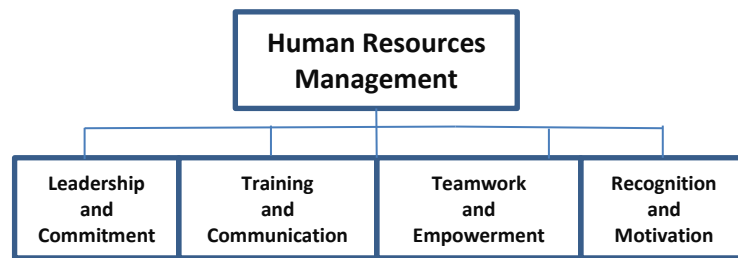 Human Resources
Management
Leadership
and
Commitment
Training
and
Communication
Teamwork
and
Empowerment
Recognition
and
Motivation